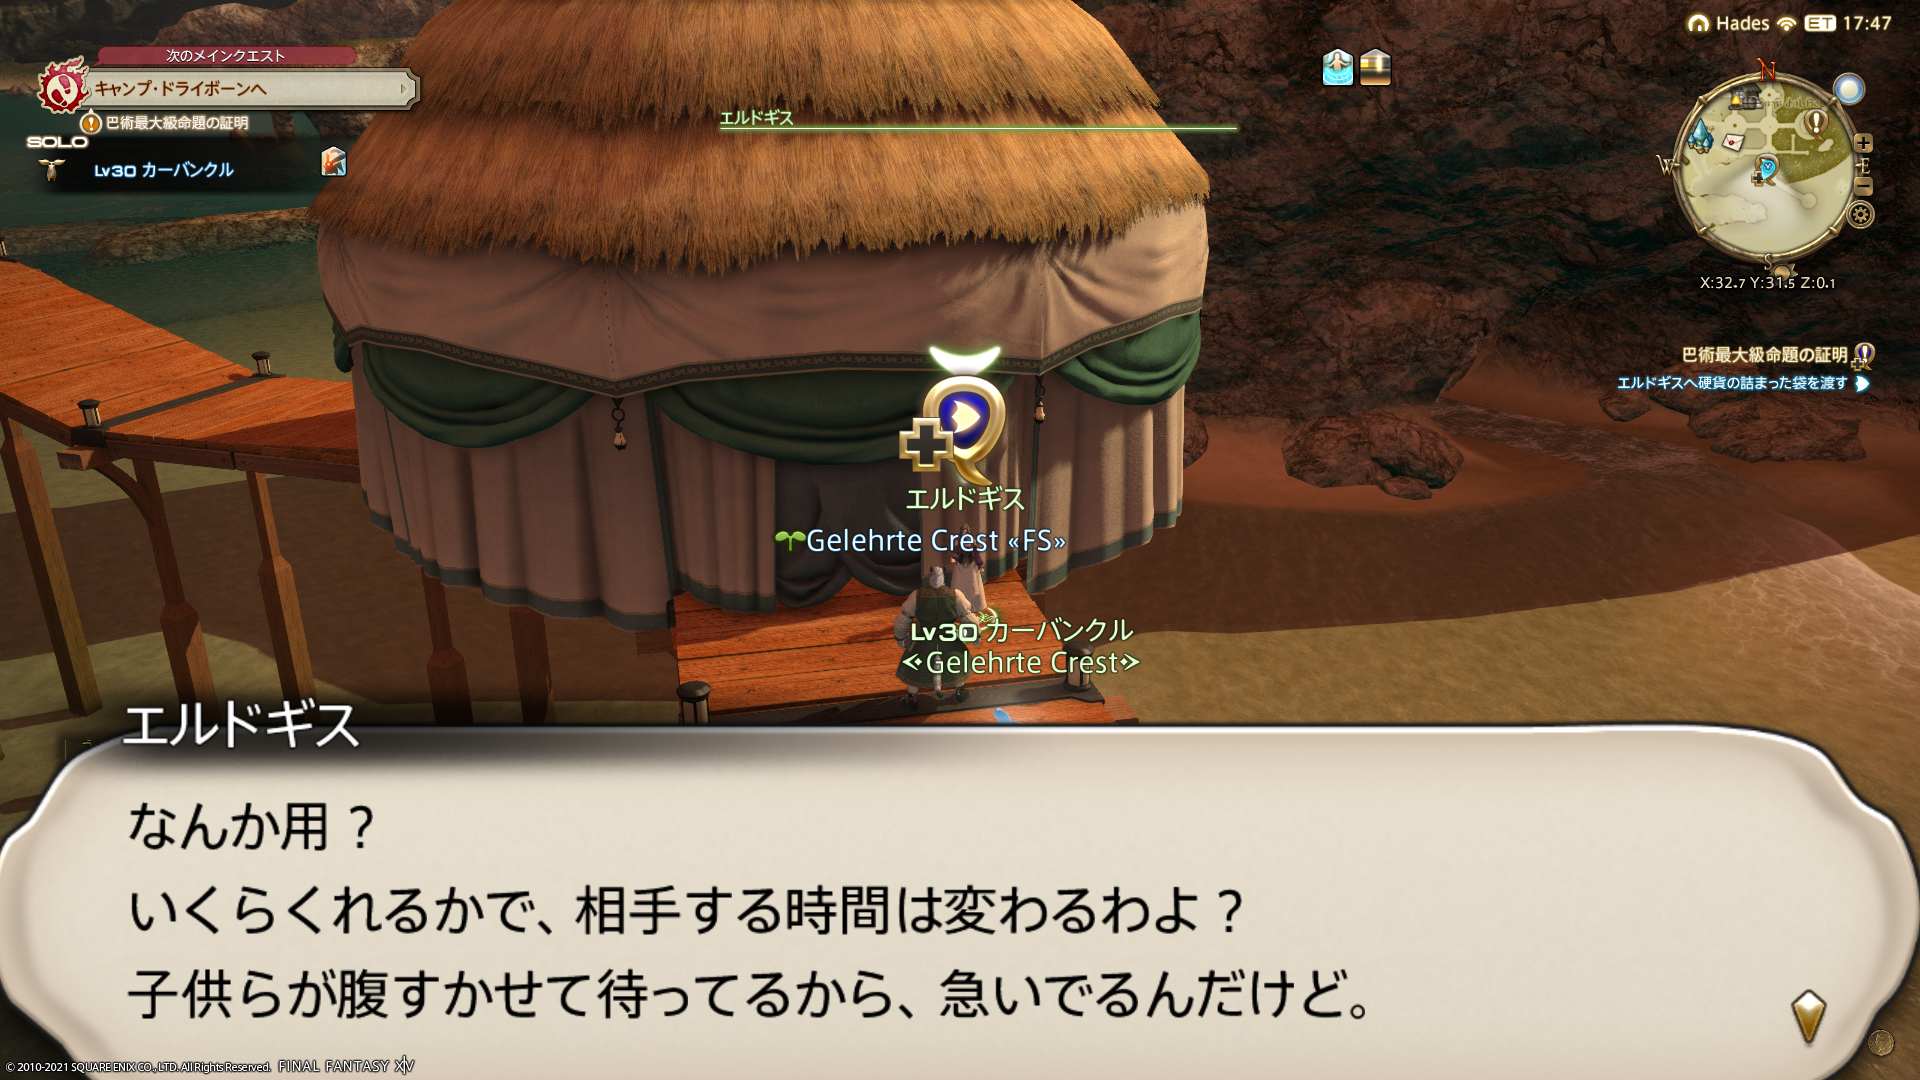 Hades ET 17:47
次のメインクエスト
キャンプ・ドライボーンへ
巴術最大級命題の証明
SOLO
Lv30 カーバンクル
エルドギス
N
W
E
S
X:32.7 Y:31.5 Z:0.1
巴術最大級命題の証明
エルドギスへ硬貨の詰まった袋を渡す
エルドギス
Gelehrte Crest «FS»
Lv30 カーバンクル
Gelehrte Crest
エルドギス
なんか用？
いくらくれるかで、相手する時間は変わるわよ？
子供らが腹すかせて待ってるから、急いでるんだけど。
© 2010-2021 SQUARE ENIX CO., LTD. All Rights Reserved. FINAL FANTASY XIV